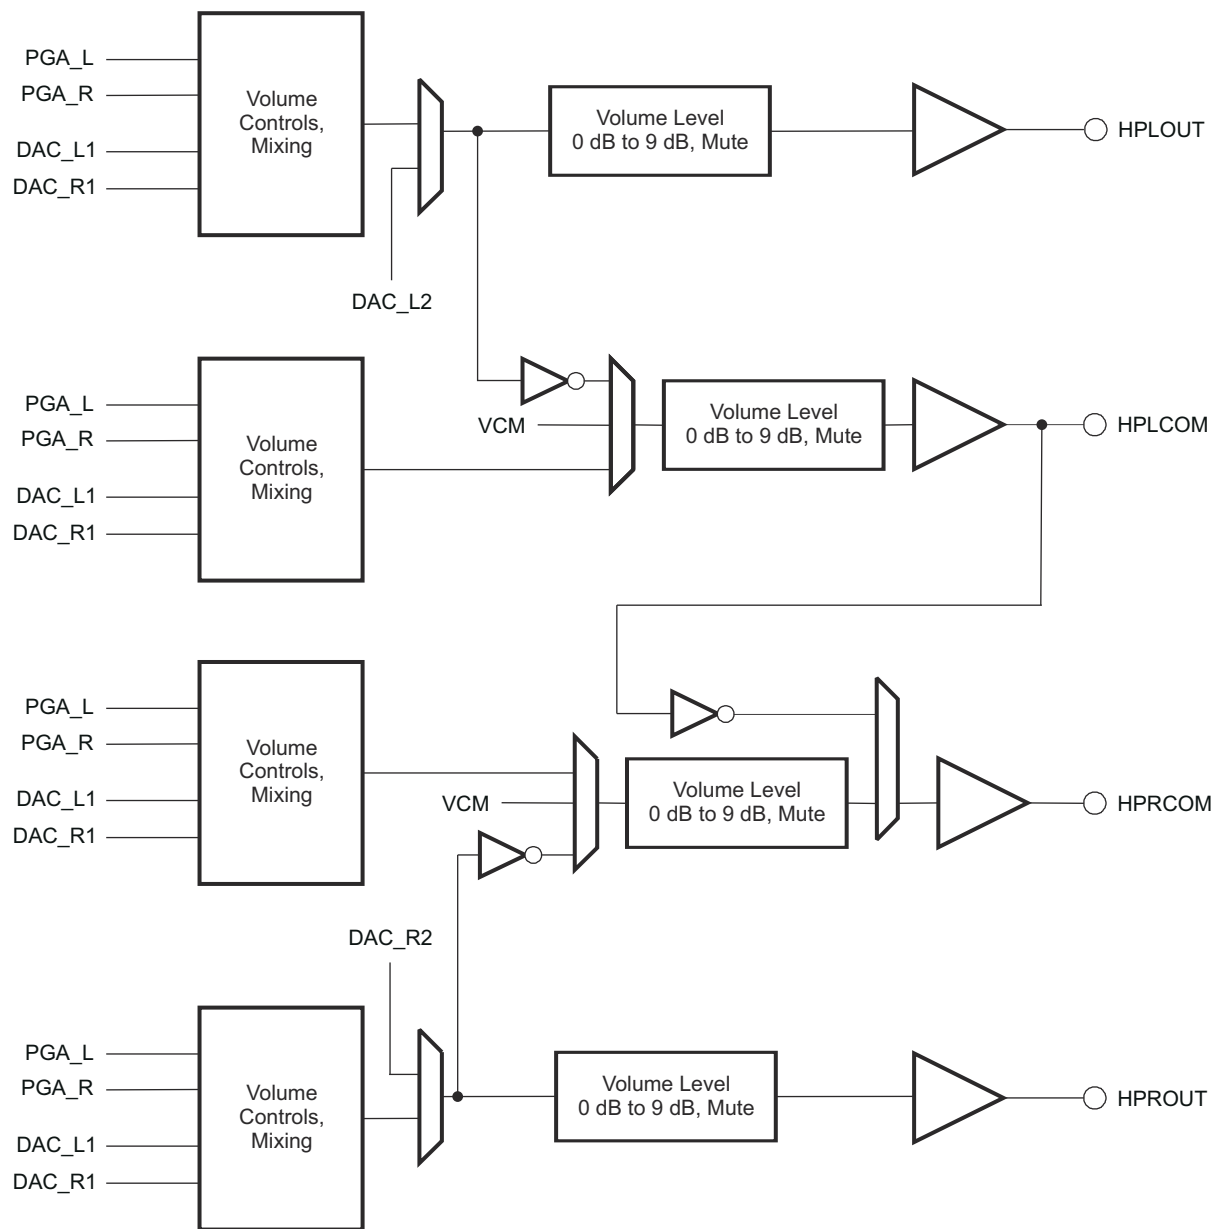 PGA_L
PGA_R
DAC_L1
DAC_R1
Volume
Controls,
Mixing
DAC_L2
Volume Level
0 dB to 9 dB, Mute
HPLOUT
PGA_L
PGA_R
DAC_L1
DAC_R1
Volume
Controls,
Mixing
VCM
Volume Level
0 dB to 9 dB, Mute
HPLCOM
PGA_L
PGA_R
DAC_L1
DAC_R1
Volume
Controls,
Mixing
VCM
Volume Level
0 dB to 9 dB, Mute
HPRCOM
DAC_R2
PGA_L
PGA_R
DAC_L1
DAC_R1
Volume
Controls,
Mixing
Volume Level
0 dB to 9 dB, Mute
HPROUT